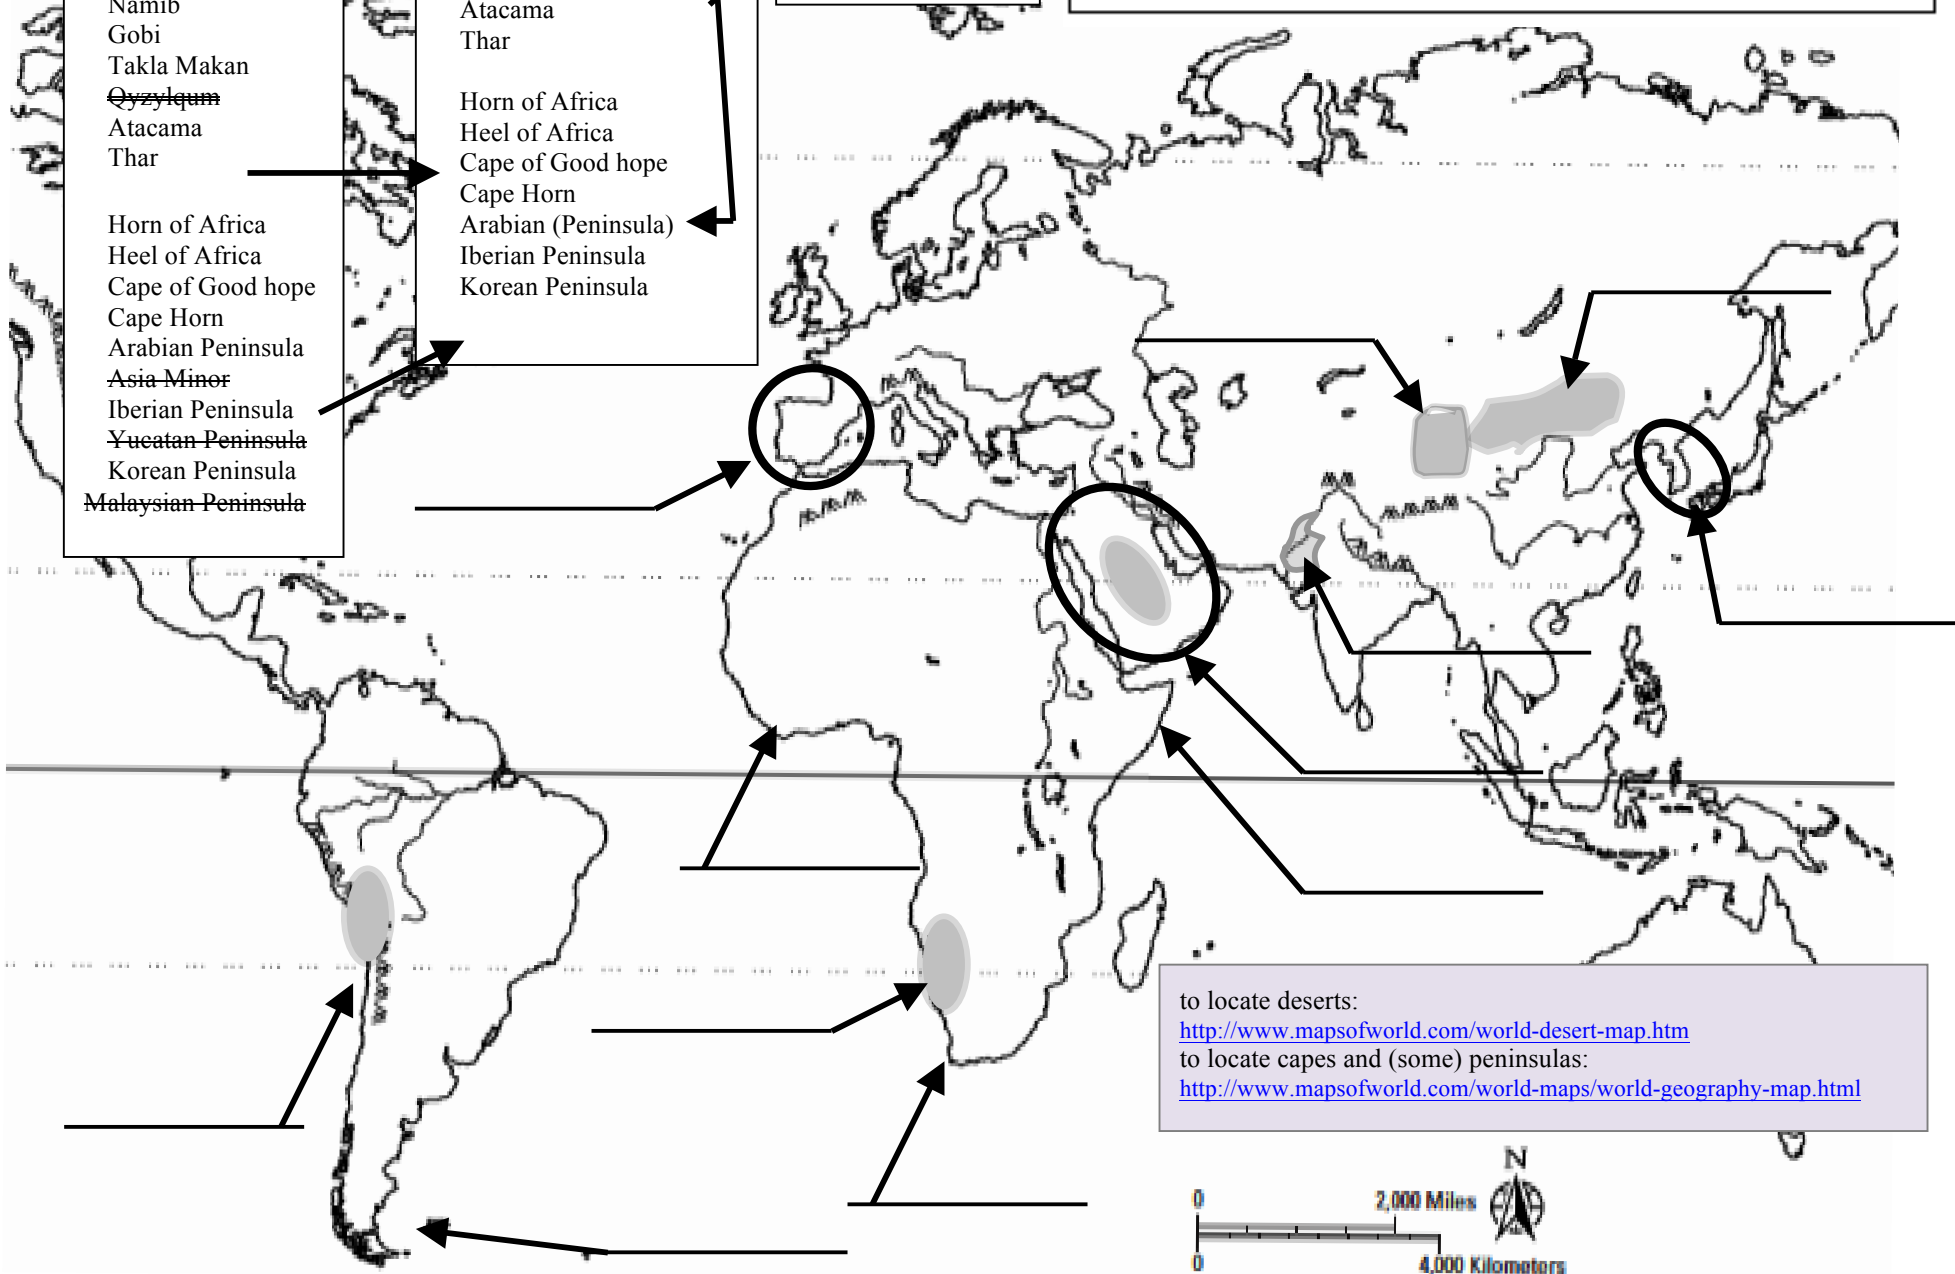 Namib
Gobi
Takla Makan
Qyzylqum
Atacama
Thar
Horn of Africa
Heel of Africa
Cape of Good hope
Cape Horn
Arabian Peninsula
Asia Minor
Iberian Peninsula
Yucatan Peninsula
Korean Peninsula
Malaysian Peninsula
Atacama
Thar
Horn of Africa
Heel of Africa
Cape of Good hope
Cape Horn
Arabian (Peninsula)
Iberian Peninsula
Korean Peninsula
to locate deserts:
http://www.mapsofworld.com/world-desert-map.htm
to locate capes and (some) peninsulas:
http://www.mapsofworld.com/world-maps/world-geography-map.html
N
0 2,000 Miles
0 4,000 Kilometers